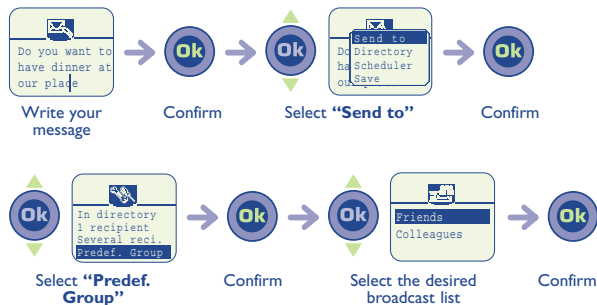 Do you want to
have dinner at
our place
Ok
Ok
Send to
Do Directory
ha Scheduler
Save
Ok
Write your
message
Confirm
Select "Send to"
Confirm
Ok
In directory
1 recipient
Several reci.
Predef. Group
Ok
Ok
Friends
Colleagues
Ok
Select "Predef.
Group"
Confirm
Select the desired
broadcast list
Confirm